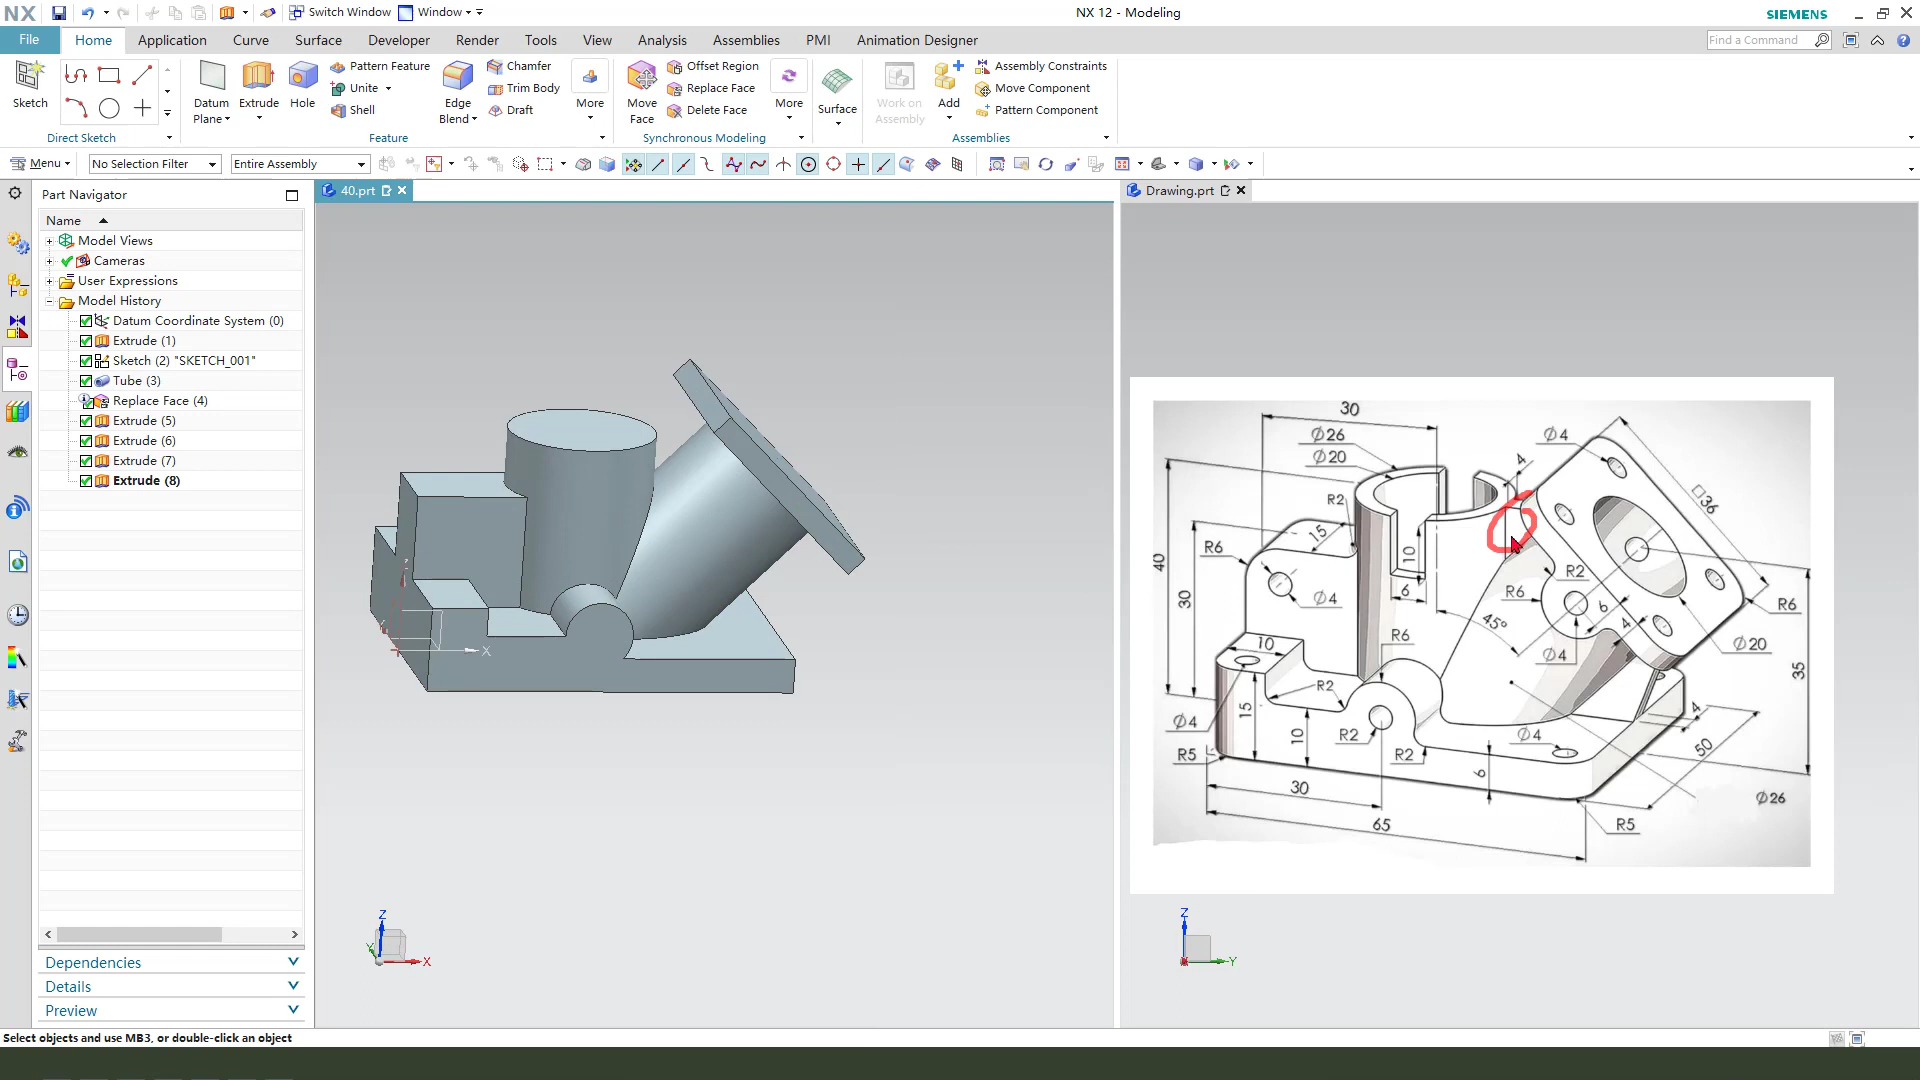 NX Switch Window Window NX 12 - Modeling SIEMENS
File Home Application Curve Surface Developer Render Tools View Analysis Assemblies PMI Animation Designer Find a Command
Sketch Datum Plane Extrude Hole Pattern Feature Unite Shell Edge Blend Chamfer Trim Body Draft More Move Face Offset Region Replace Face Delete Face More Surface Work on Assembly Add Assembly Constraints Move Component Pattern Component
Direct Sketch Feature Synchronous Modeling Assemblies
Menu No Selection Filter Entire Assembly
Part Navigator
40.prt
Drawing.prt
Name
Model Views
Cameras
User Expressions
Model History
Datum Coordinate System (0)
Extrude (1)
Sketch (2) "SKETCH_001"
Tube (3)
Replace Face (4)
Extrude (5)
Extrude (6)
Extrude (7)
Extrude (8)
Dependencies
Details
Preview
X
Z
Y
X
30
Ø26
Ø20
Ø4
4
□36
R2
15
R6
40
30
10
6
Ø4
R2
R6
6
4
45°
Ø4
R6
Ø20
35
10
R6
R2
15
Ø4
10
R2
R2
Ø4
4
50
R5
6
30
65
R5
Ø26
Z
Y
Select objects and use MB3, or double-click an object